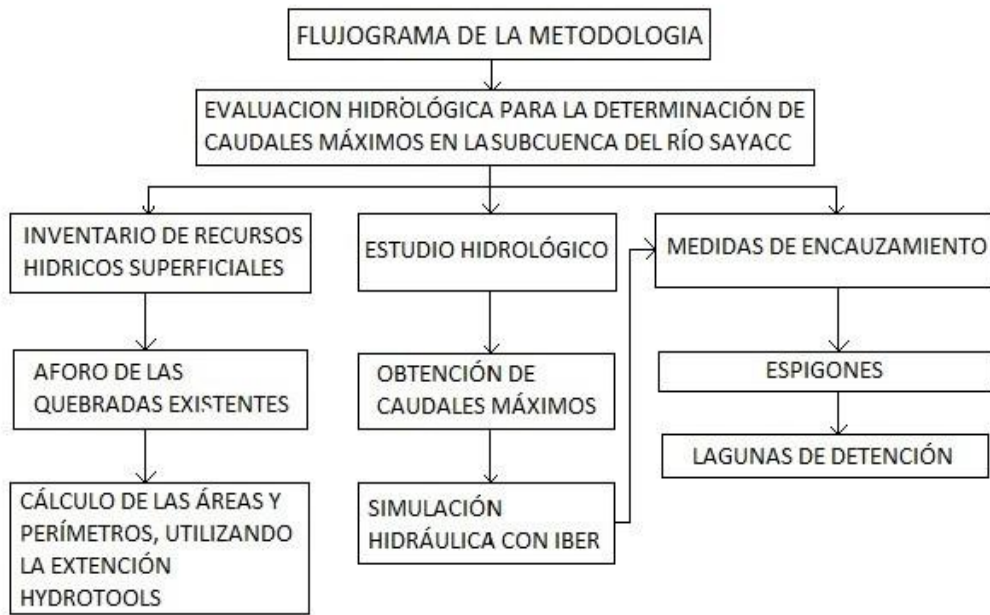 FLUJOGRAMA DE LA METODOLOGIA
EVALUACION HIDROLÓGICA PARA LA DETERMINACIÓN DE
CAUDALES MÁXIMOS EN LASUBCUENCA DEL RÍO SAYACC
INVENTARIO DE RECURSOS
HIDRICOS SUPERFICIALES
ESTUDIO HIDROLÓGICO
MEDIDAS DE ENCAUZAMIENTO
AFORO DE LAS
QUEBRADAS EXISTENTES
OBTENCIÓN DE
CAUDALES MÁXIMOS
ESPIGONES
LAGUNAS DE DETENCIÓN
CÁLCULO DE LAS ÁREAS Y
PERÍMETROS, UTILIZANDO
LA EXTENCIÓN
HYDROTOOLS
SIMULACIÓN
HIDRÁULICA CON IBER